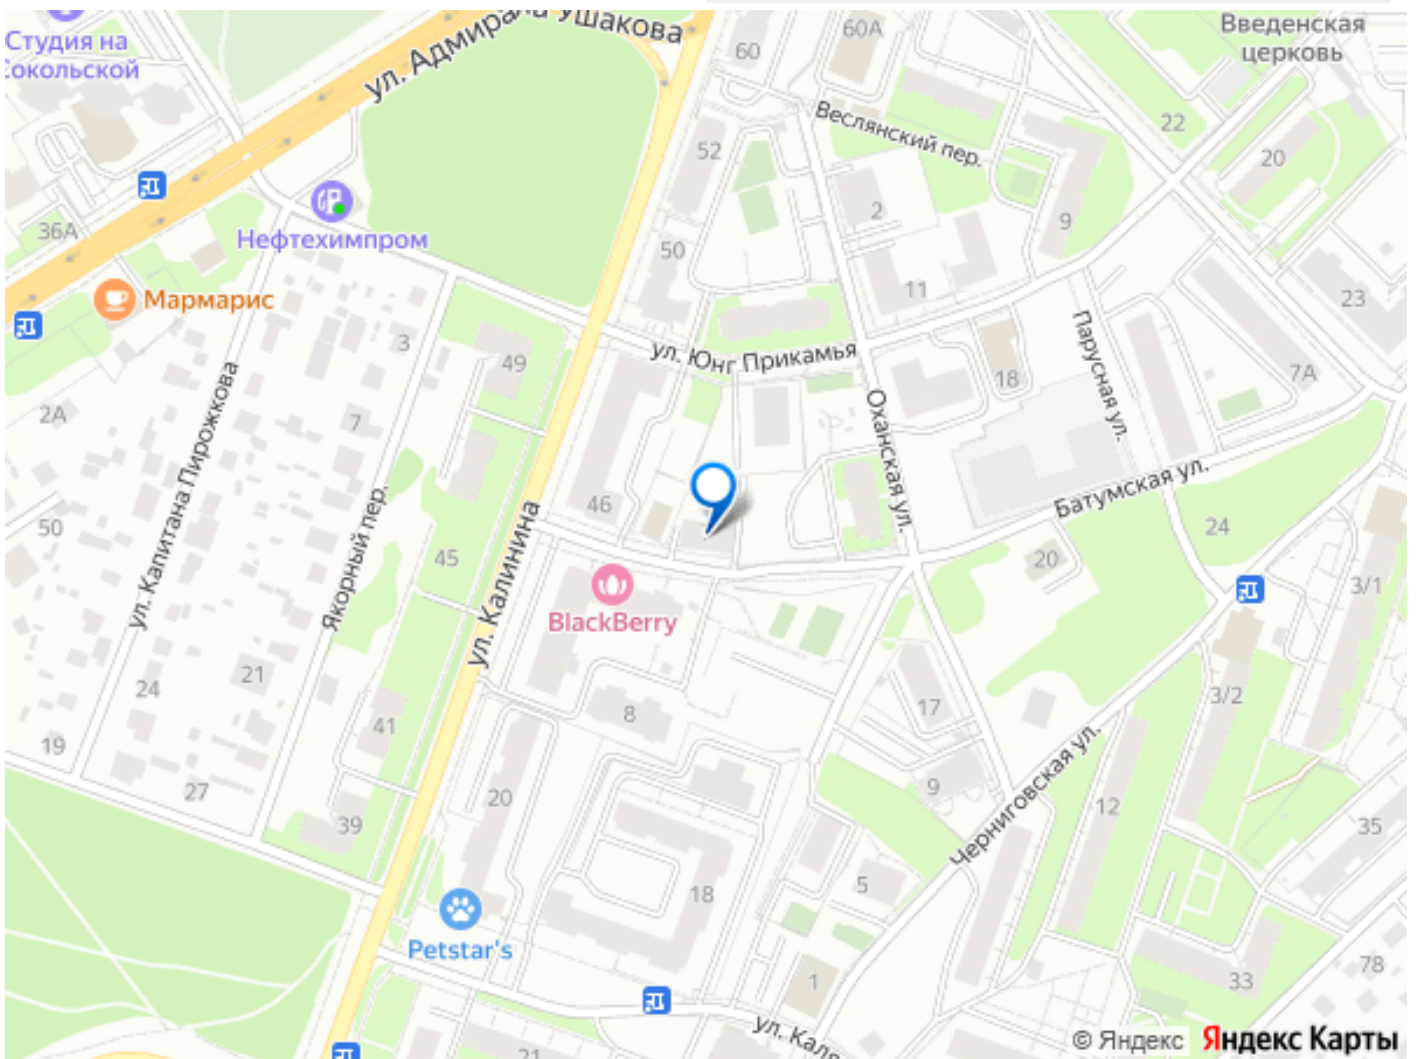 Студия на
Сокольской
ул. Адмирала Ушакова
60
60А
Введенская
церковь
Веслянский пер.
22
52
20
36А
Нефтехимпром
2
9
50
11
Мармарис
23
3
49
ул. Юнг Прикамья
18
Парусная ул.
7А
2А
7
ул. Капитана Пирожкова
Оханская ул.
46
Батумская ул.
50
24
45
20
3/1
Якорный пер.
ул. Калинина
BlackBerry
24
21
8
17
3/2
19
41
27
20
39
9
Черниговская ул.
12
35
18
5
Petstar's
1
33
78
ул. Каля
21
© Яндекс Яндекс Карты